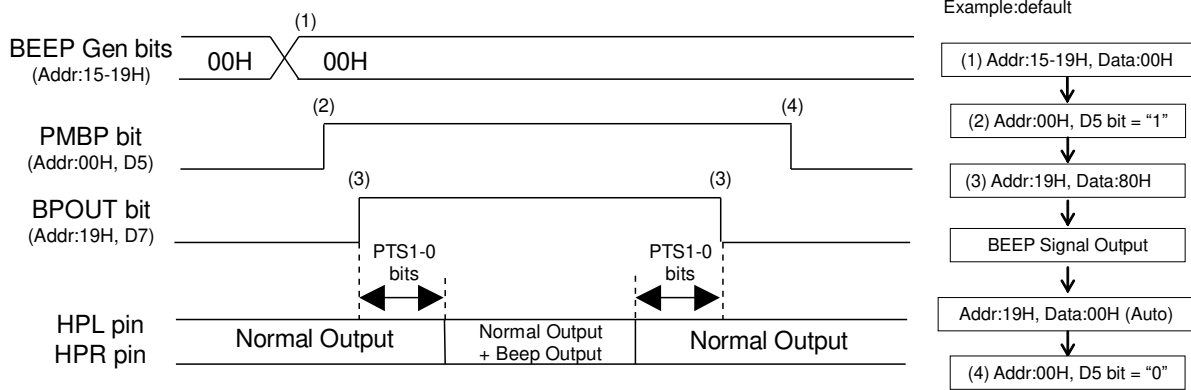 Example:default
(1)
BEEP Gen bits
(Addr:15-19H)
00H
00H
(2)
(4)
PMBP bit
(Addr:00H, D5)
(3)
(3)
BPOUT bit
(Addr:19H, D7)
PTS1-0
bits
PTS1-0
bits
HPL pin
HPR pin
Normal Output
Normal Output
+ Beep Output
Normal Output
(1) Addr:15-19H, Data:00H
(2) Addr:00H, D5 bit = “1”
(3) Addr:19H, Data:80H
BEEP Signal Output
Addr:19H, Data:00H (Auto)
(4) Addr:00H, D5 bit = “0”